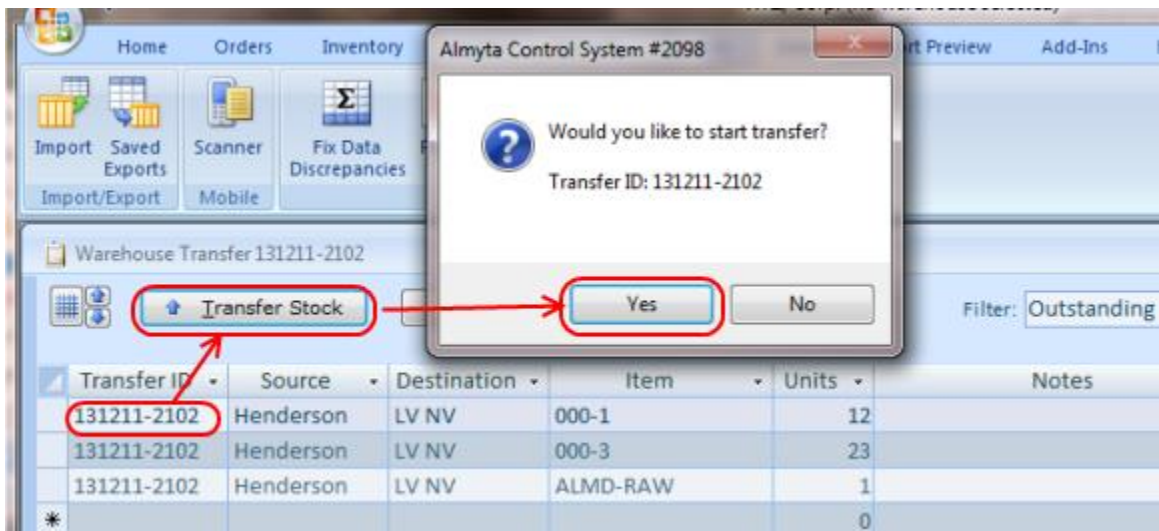 Home Orders Inventory
Almyta Control System #2098
rt Preview Add-Ins
Import Saved Exports
Scanner
Fix Data Discrepancies
Import/Export Mobile
Would you like to start transfer?
Transfer ID: 131211-2102
Yes No
Warehouse Transfer 131211-2102
Transfer Stock
Filter: Outstanding
Transfer ID Source Destination Item Units Notes
131211-2102 Henderson LV NV 000-1 12
131211-2102 Henderson LV NV 000-3 23
131211-2102 Henderson LV NV ALMD-RAW 1
* 0